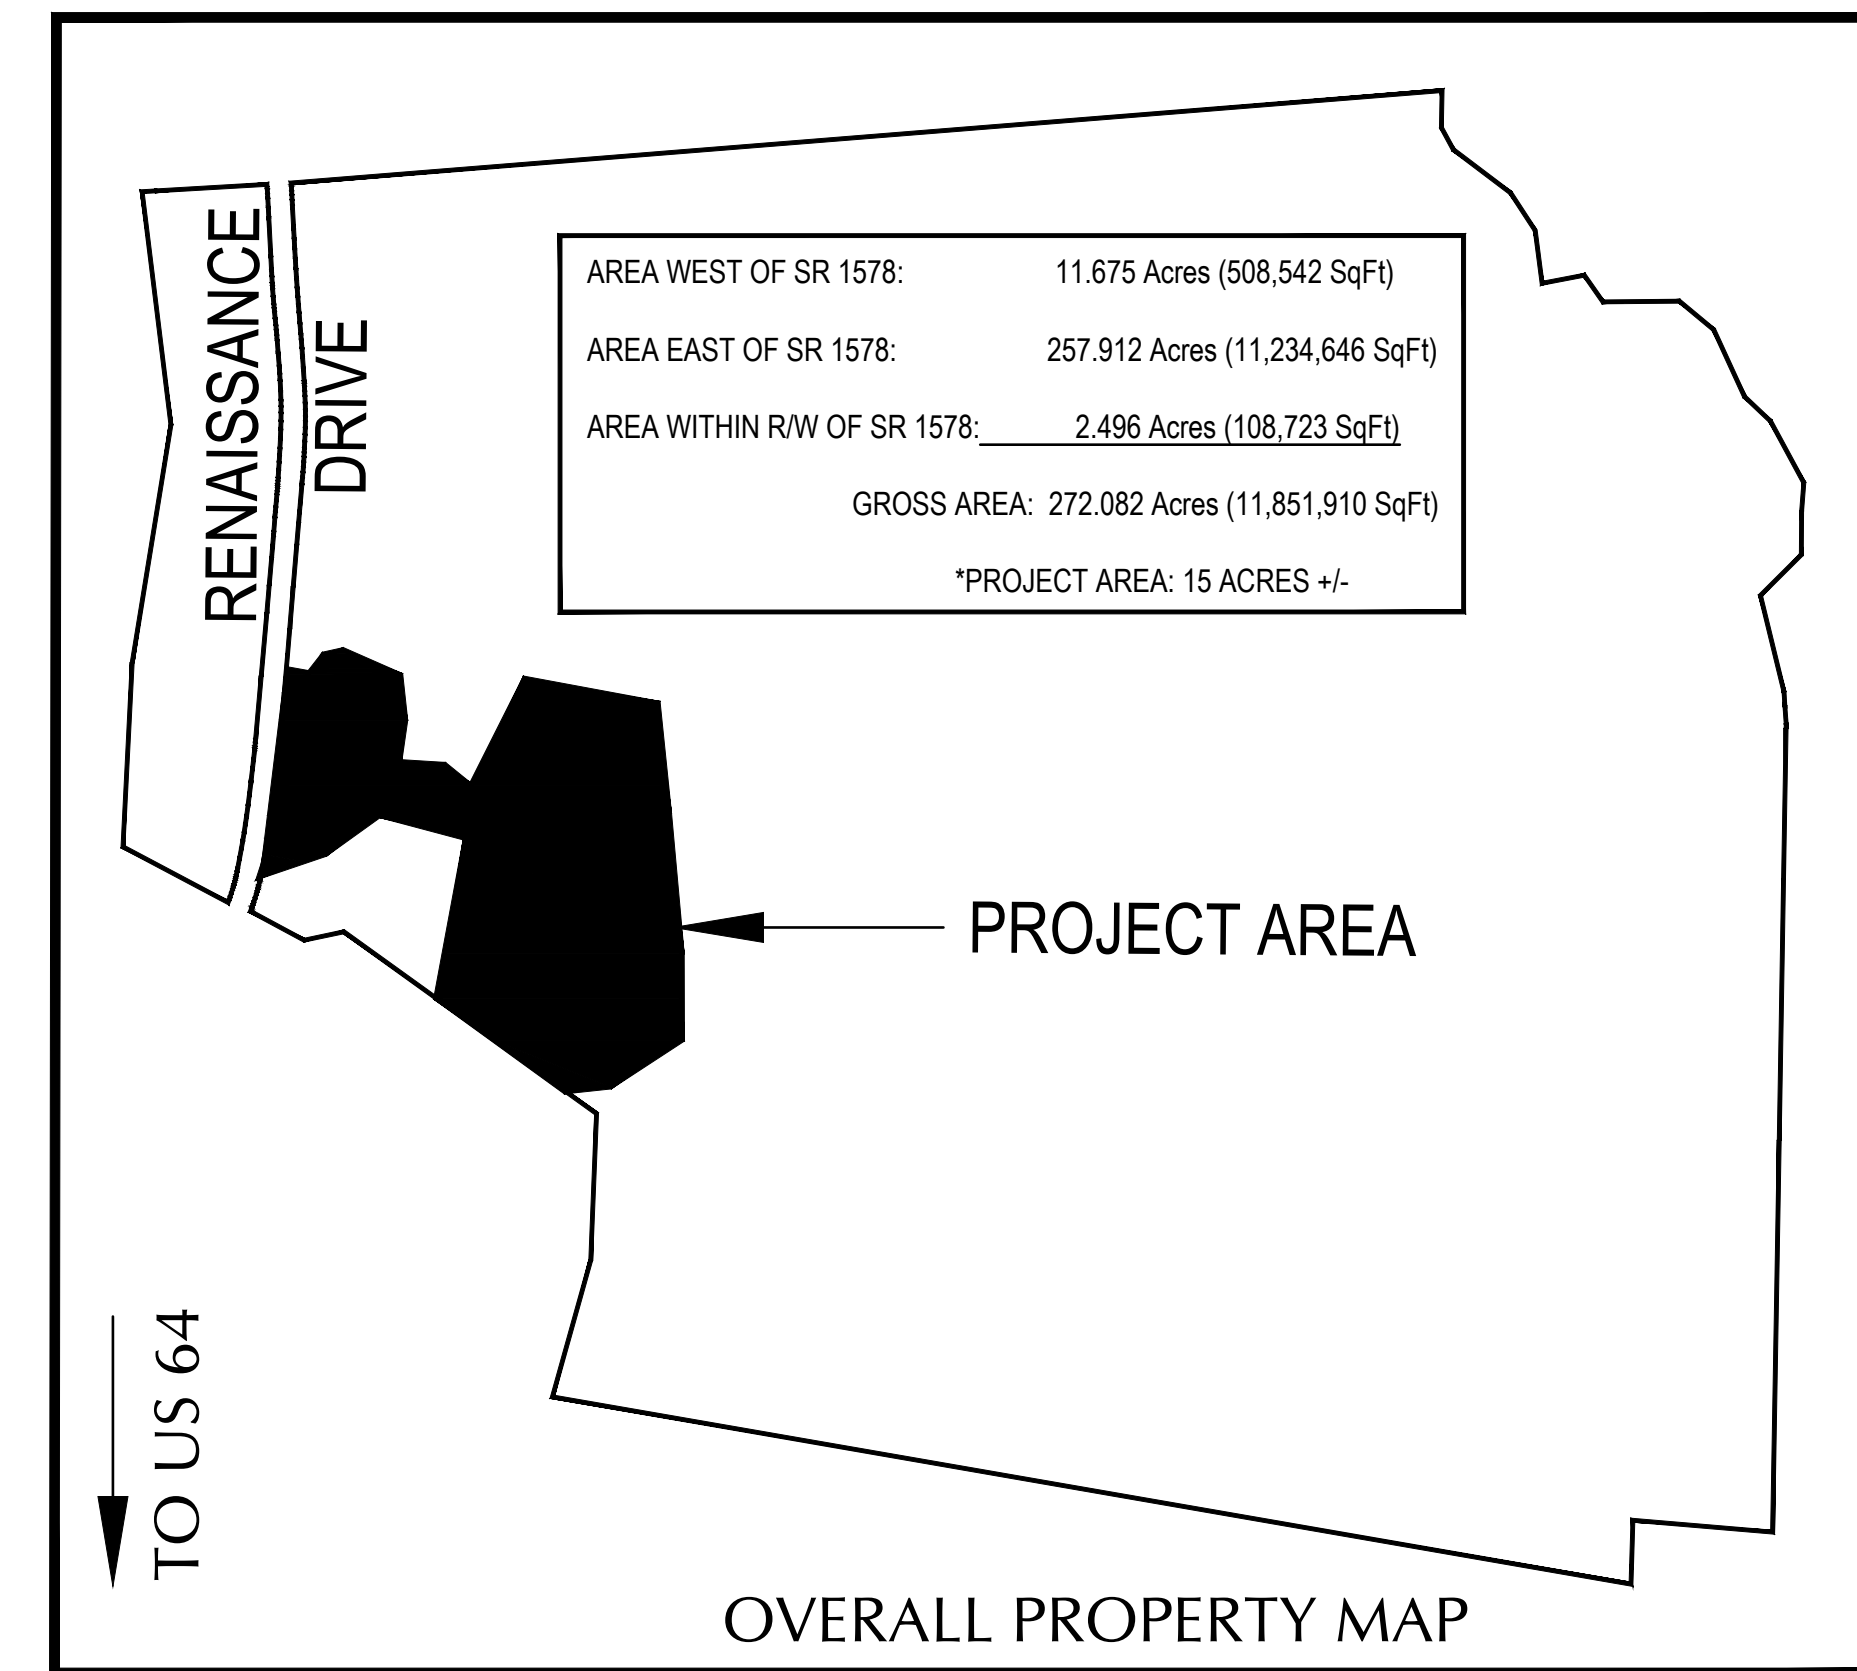 RENAISSANCE
DRIVE
AREA WEST OF SR 1578: 11.675 Acres (508,542 SqFt)
AREA EAST OF SR 1578: 257.912 Acres (11,234,646 SqFt)
AREA WITHIN R/W OF SR 1578: 2.496 Acres (108,723 SqFt)
GROSS AREA: 272.082 Acres (11,851,910 SqFt)
*PROJECT AREA: 15 ACRES +/-
PROJECT AREA
TO US 64
OVERALL PROPERTY MAP